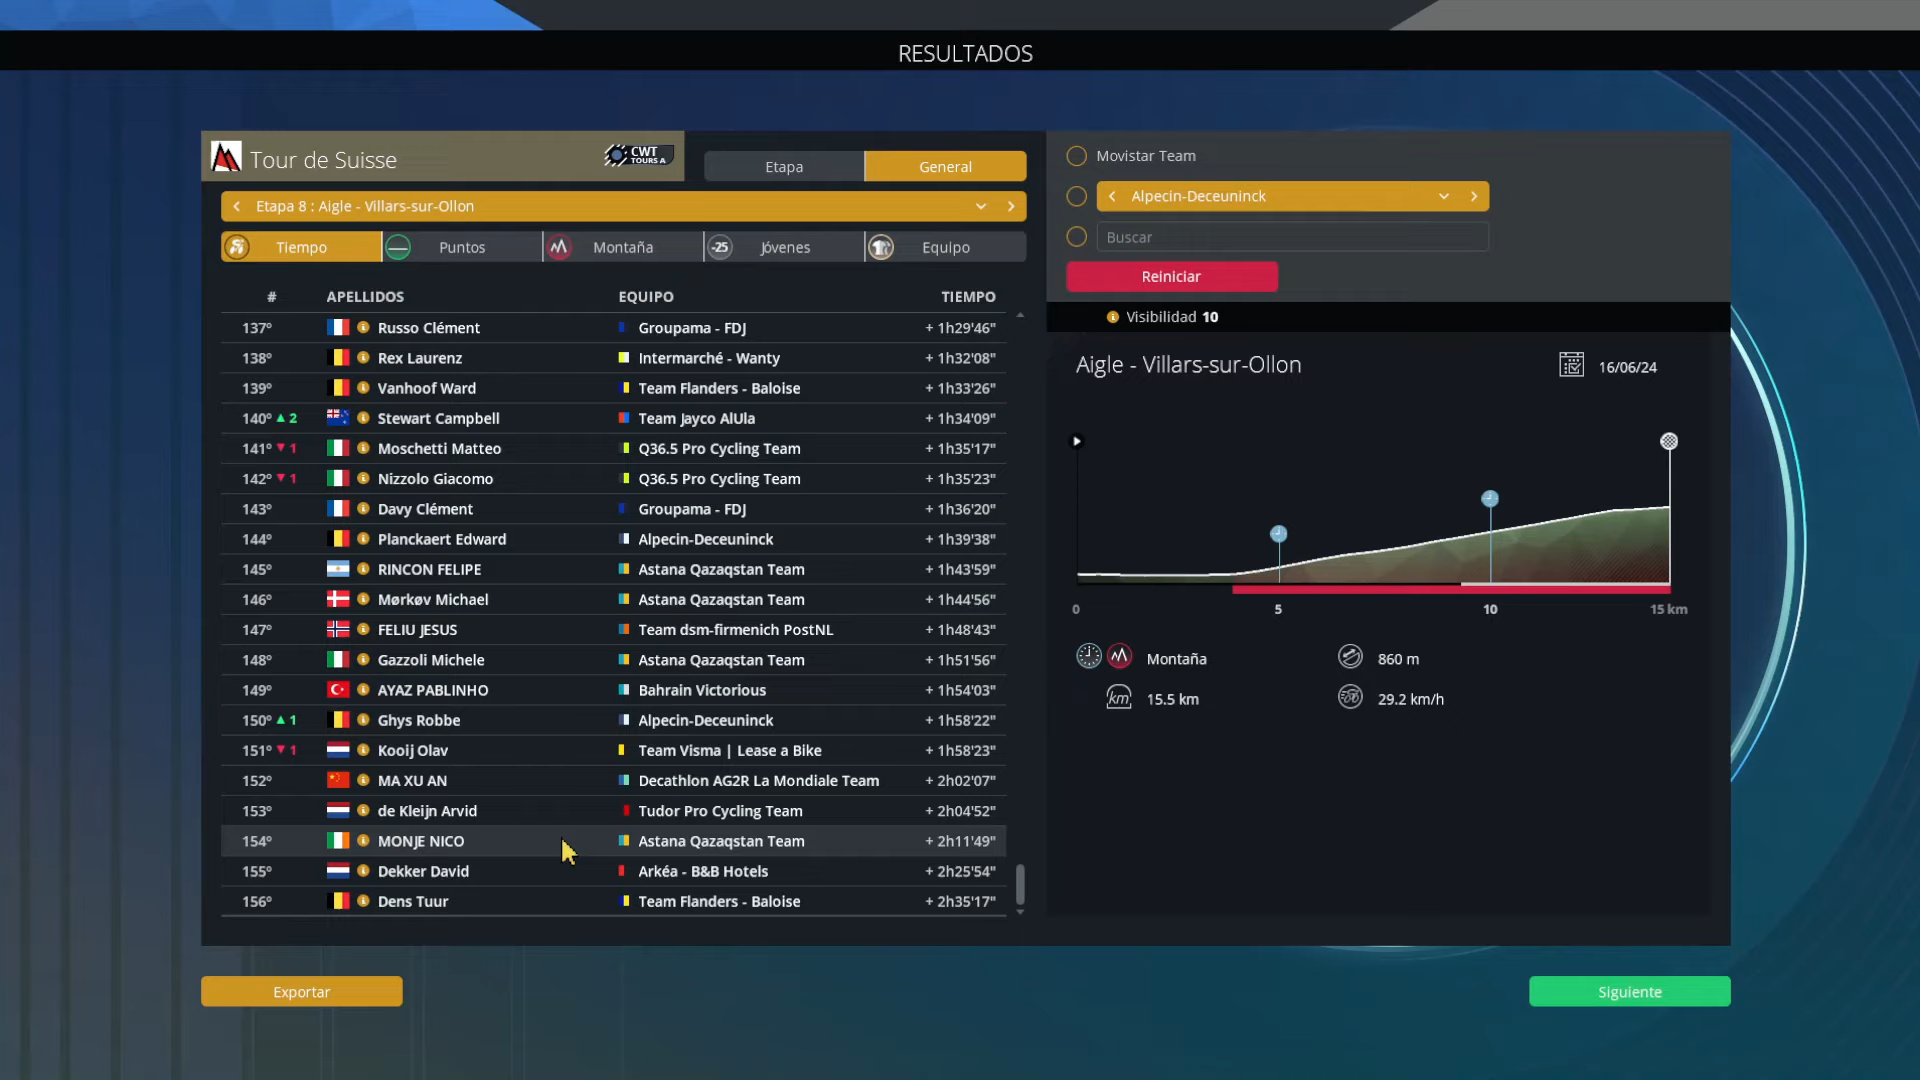 RESULTADOS
Tour de Suisse
CWT
TOURS A
Etapa
General
Etapa 8 : Aigle - Villars-sur-Ollon
Tiempo
Puntos
Montaña
-25
Jóvenes
Equipo
# APELLIDOS EQUIPO TIEMPO
137º Russo Clément Groupama - FDJ + 1h29'46"
138º Rex Laurenz Intermarché - Wanty + 1h32'08"
139º Vanhoof Ward Team Flanders - Baloise + 1h33'26"
140º ▲ 2 Stewart Campbell Team Jayco AlUla + 1h34'09"
141º ▼ 1 Moschetti Matteo Q36.5 Pro Cycling Team + 1h35'17"
142º ▼ 1 Nizzolo Giacomo Q36.5 Pro Cycling Team + 1h35'23"
143º Davy Clément Groupama - FDJ + 1h36'20"
144º Planckaert Edward Alpecin-Deceuninck + 1h39'38"
145º RINCON FELIPE Astana Qazaqstan Team + 1h43'59"
146º Mørkøv Michael Astana Qazaqstan Team + 1h44'56"
147º FELIU JESUS Team dsm-firmenich PostNL + 1h48'43"
148º Gazzoli Michele Astana Qazaqstan Team + 1h51'56"
149º AYAZ PABLINHO Bahrain Victorious + 1h54'03"
150º ▲ 1 Ghys Robbe Alpecin-Deceuninck + 1h58'22"
151º ▼ 1 Kooij Olav Team Visma | Lease a Bike + 1h58'23"
152º MA XU AN Decathlon AG2R La Mondiale Team + 2h02'07"
153º de Kleijn Arvid Tudor Pro Cycling Team + 2h04'52"
154º MONJE NICO Astana Qazaqstan Team + 2h11'49"
155º Dekker David Arkéa - B&B Hotels + 2h25'54"
156º Dens Tuur Team Flanders - Baloise + 2h35'17"
Movistar Team
Alpecin-Deceuninck
Buscar
Reiniciar
Visibilidad 10
Aigle - Villars-sur-Ollon
16/06/24
0 5 10 15 km
Montaña
860 m
km
15.5 km
29.2 km/h
Exportar
Siguiente